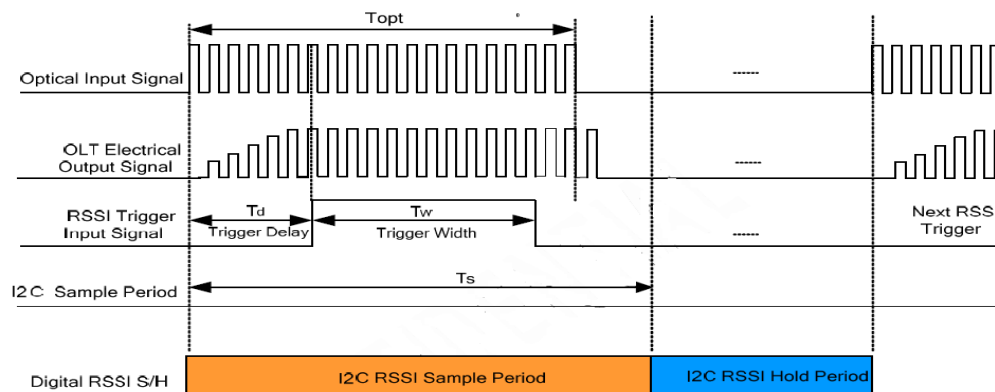 Topt
Optical Input Signal
------
OLT Electrical
Output Signal
------
RSSI Trigger
Input Signal
Td
Trigger Delay
Tw
Trigger Width
------
Next RSS
Trigger
I2C Sample Period
Ts
Digital RSSI S/H
I2C RSSI Sample Period
I2C RSSI Hold Period